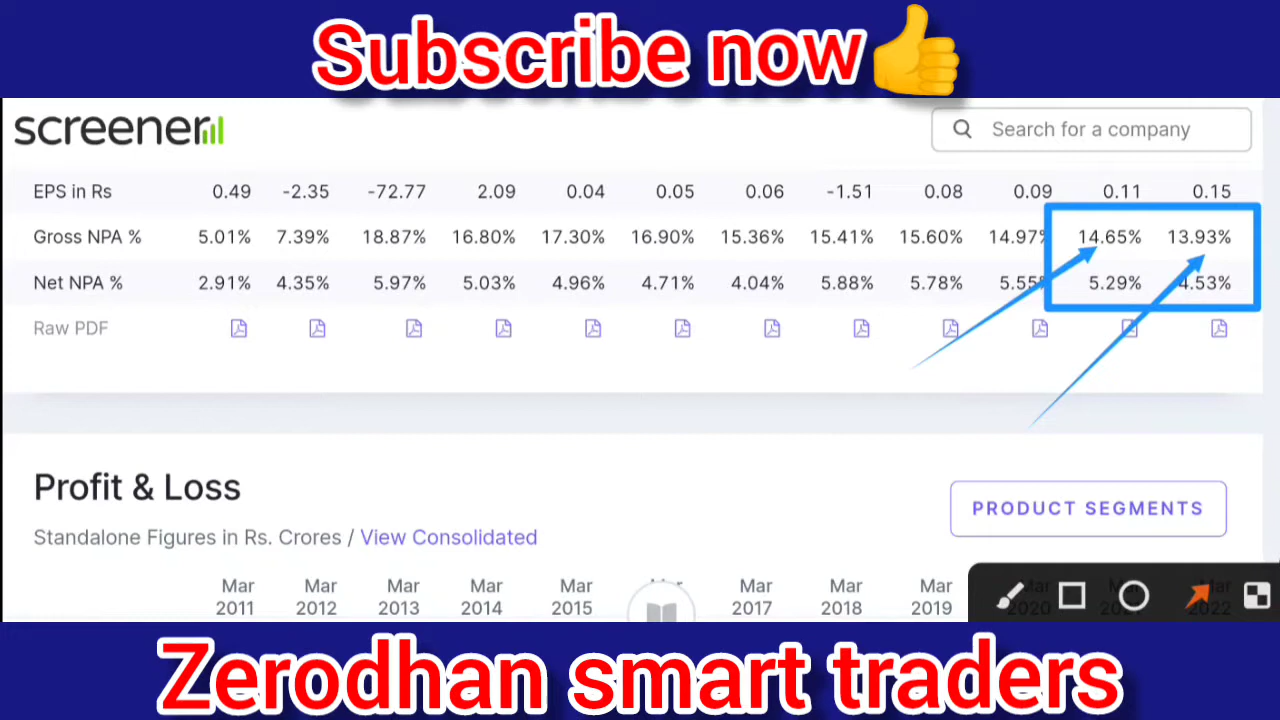 Subscribe now👍
screener
Search for a company
EPS in Rs 0.49 -2.35 -72.77 2.09 0.04 0.05 0.06 -1.51 0.08 0.09 0.11 0.15
Gross NPA % 5.01% 7.39% 18.87% 16.80% 17.30% 16.90% 15.36% 15.41% 15.60% 14.97% 14.65% 13.93%
Net NPA % 2.91% 4.35% 5.97% 5.03% 4.96% 4.71% 4.04% 5.88% 5.78% 5.55 5.29% 4.53%
Raw PDF
Profit & Loss
PRODUCT SEGMENTS
Standalone Figures in Rs. Crores / View Consolidated
Mar Mar Mar Mar Mar Mar Mar Mar Mar Mar
2011 2012 2013 2014 2015 2017 2018 2019 2020 2022
Zerodhan smart traders